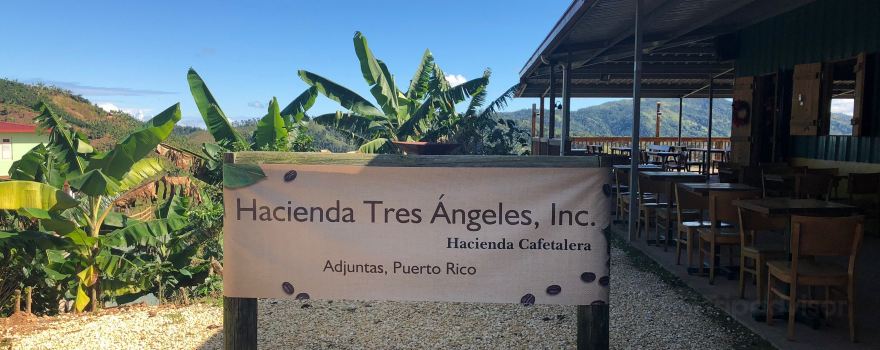 Hacienda Tres Ángeles, Inc.
Hacienda Cafetalera
Adjuntas, Puerto Rico